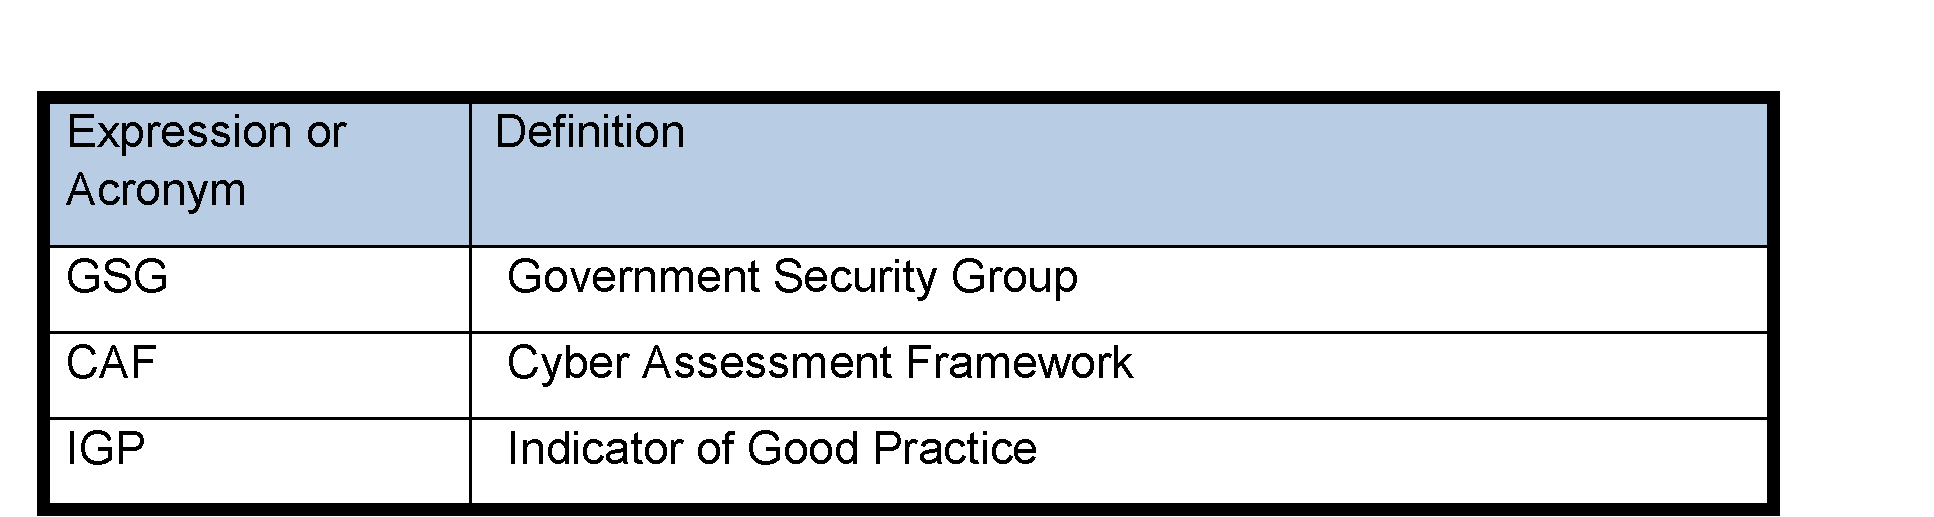 Expression or Definition
Acronym
GSG Government Security Group
CAF Cyber Assessment Framework
IGP Indicator of Good Practice